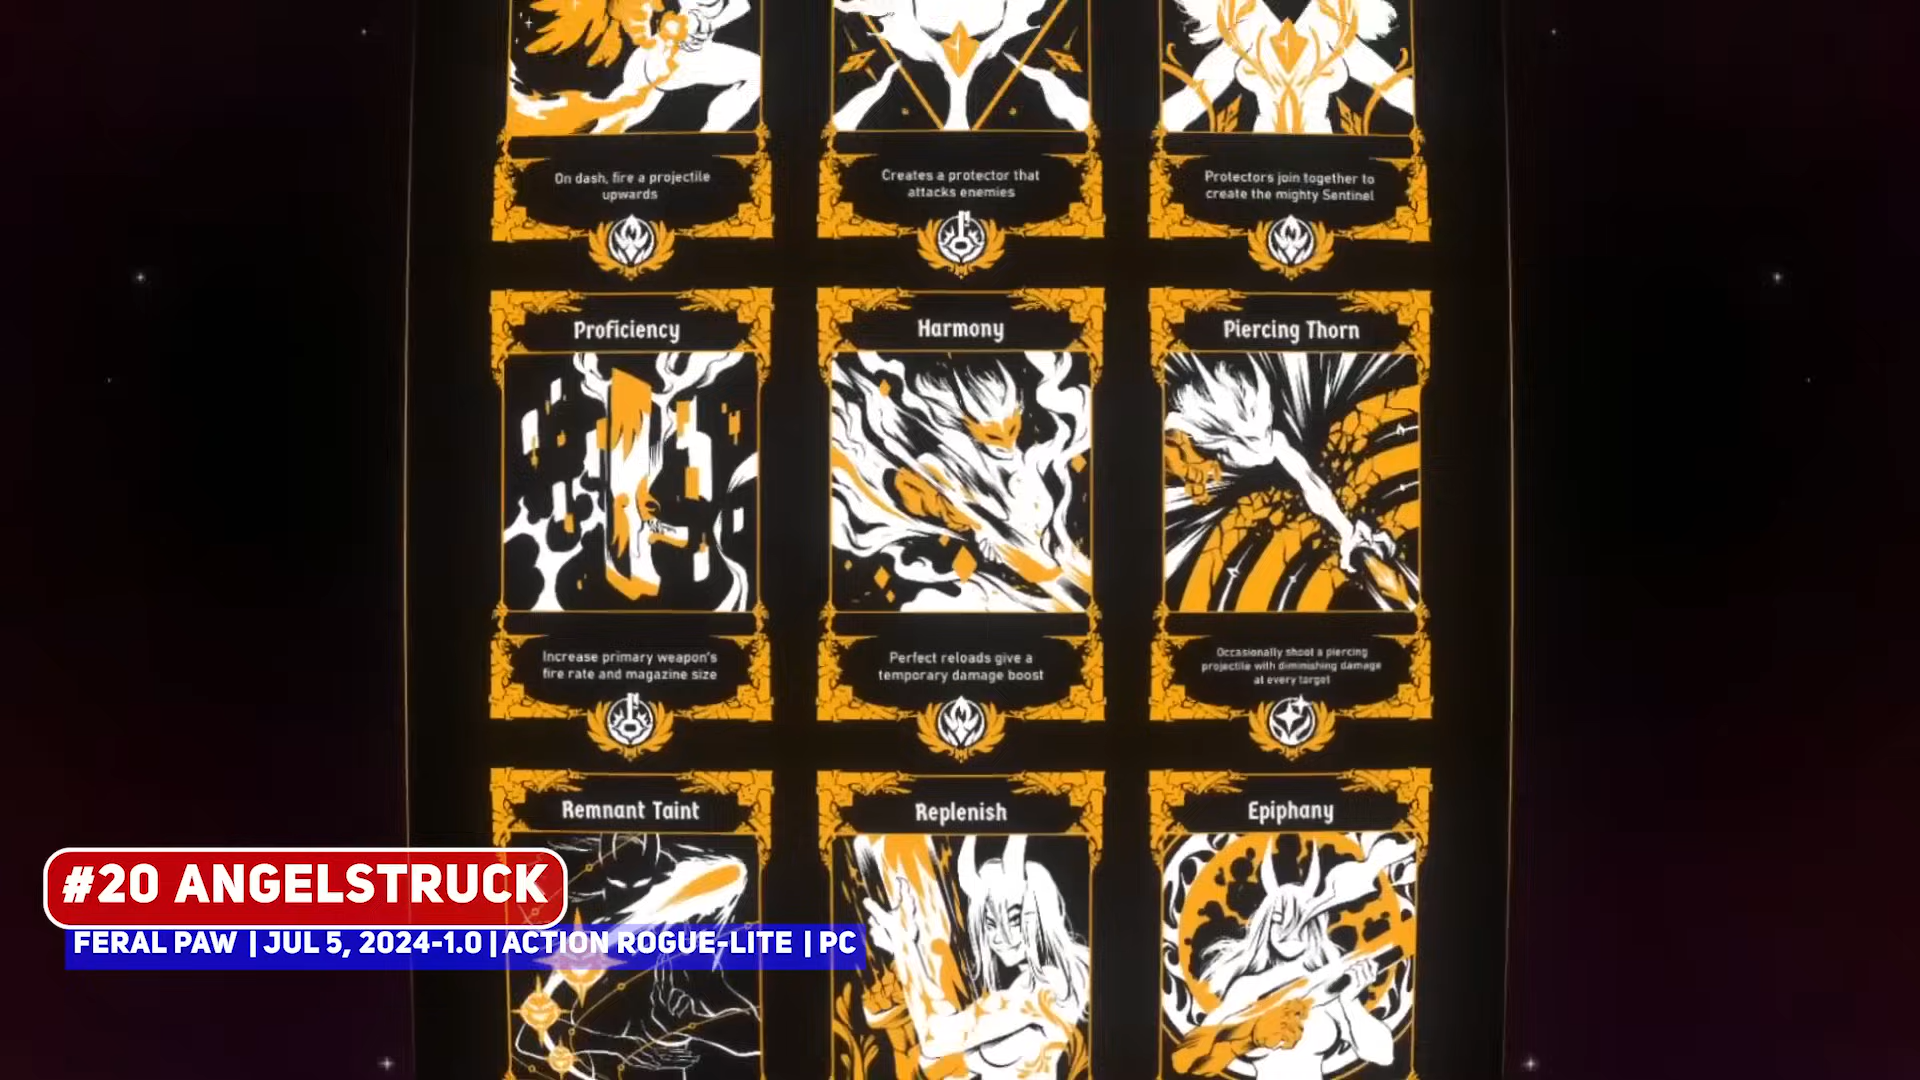 On dash, fire a projectile
upwards
Creates a protector that
attacks enemies
Protectors join together to
create the mighty Sentinel
Proficiency
Harmony
Piercing Thorn
Increase primary weapon's
fire rate and magazine size
Perfect reloads give a
temporary damage boost
Occasionally shoot a piercing
projectile with diminishing damage
at every target
Remnant Taint
Replenish
Epiphany
#20 ANGELSTRUCK
FERAL PAW | JUL 5, 2024-1.0 | ACTION ROGUE-LITE | PC